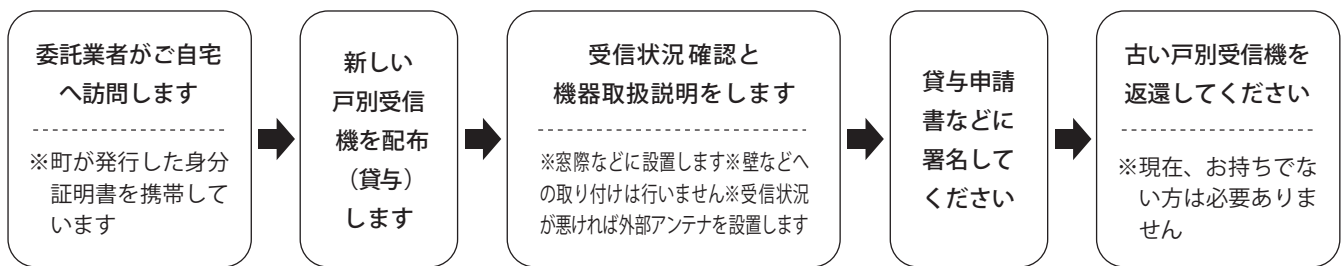 委託業者がご自宅
へ訪問します
※町が発行した身分
証明書を携帯して
います
新しい
戸別受信
機を配布
（貸与）
します
受信状況確認と
機器取扱説明をします
※窓際などに設置します※壁などへ
の取り付けは行いません※受信状況
が悪ければ外部アンテナを設置します
貸与申請
書などに
署名して
ください
古い戸別受信機を
返還してください
※現在、お持ちでな
い方は必要ありま
せん